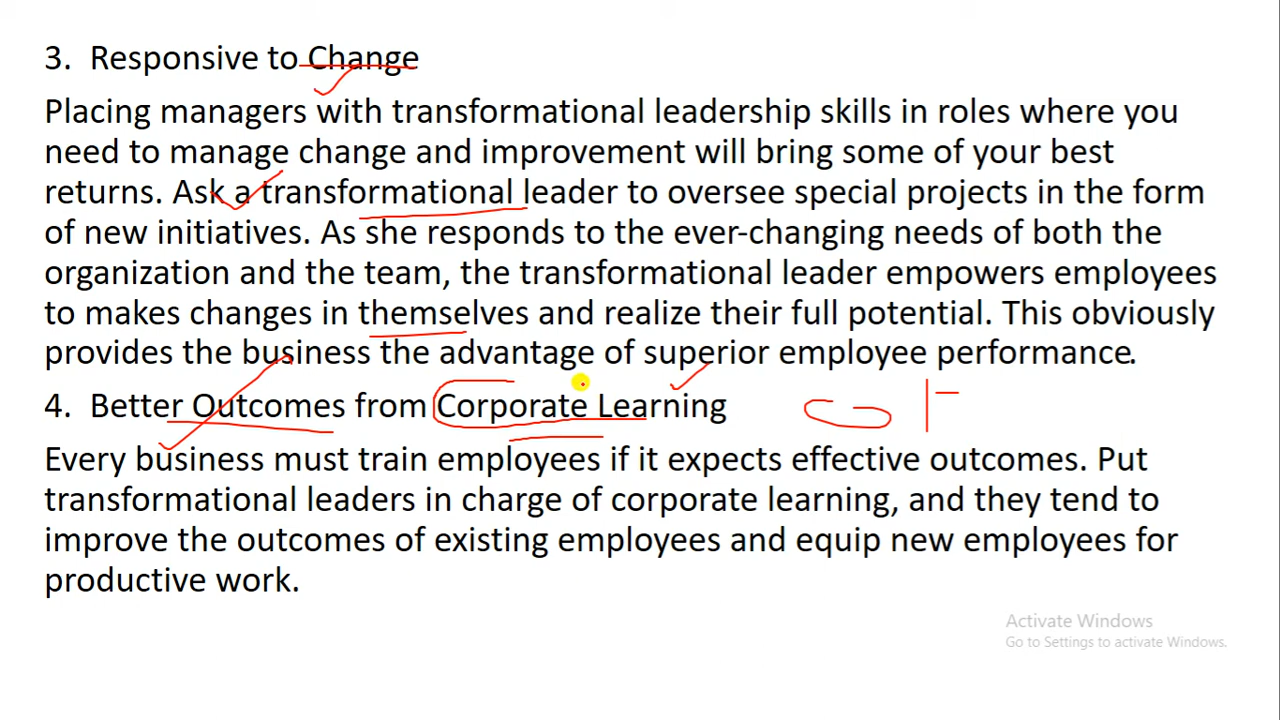 3. Responsive to Change
Placing managers with transformational leadership skills in roles where you
need to manage change and improvement will bring some of your best
returns. Ask a transformational leader to oversee special projects in the form
of new initiatives. As she responds to the ever-changing needs of both the
organization and the team, the transformational leader empowers employees
to makes changes in themselves and realize their full potential. This obviously
provides the business the advantage of superior employee performance.
4. Better Outcomes from Corporate Learning
Every business must train employees if it expects effective outcomes. Put
transformational leaders in charge of corporate learning, and they tend to
improve the outcomes of existing employees and equip new employees for
productive work.
Activate Windows
Go to Settings to activate Windows.